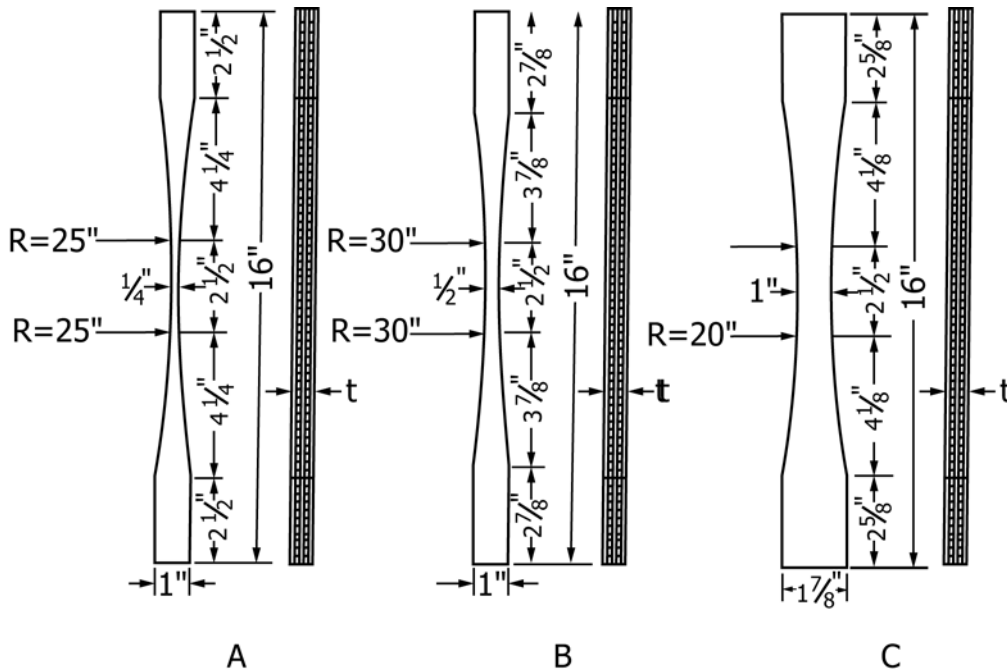 2 1/2"
4 1/4"
R=25"
1/4"
2 1/2"
16"
R=25"
4 1/4"
t
2 1/2"
1"
A
2 7/8"
3 7/8"
R=30"
1/2"
2 1/2"
16"
R=30"
3 7/8"
t
2 7/8"
1"
B
2 5/8"
4 1/8"
1"
2 1/2"
16"
R=20"
4 1/8"
t
2 5/8"
1 7/8"
C